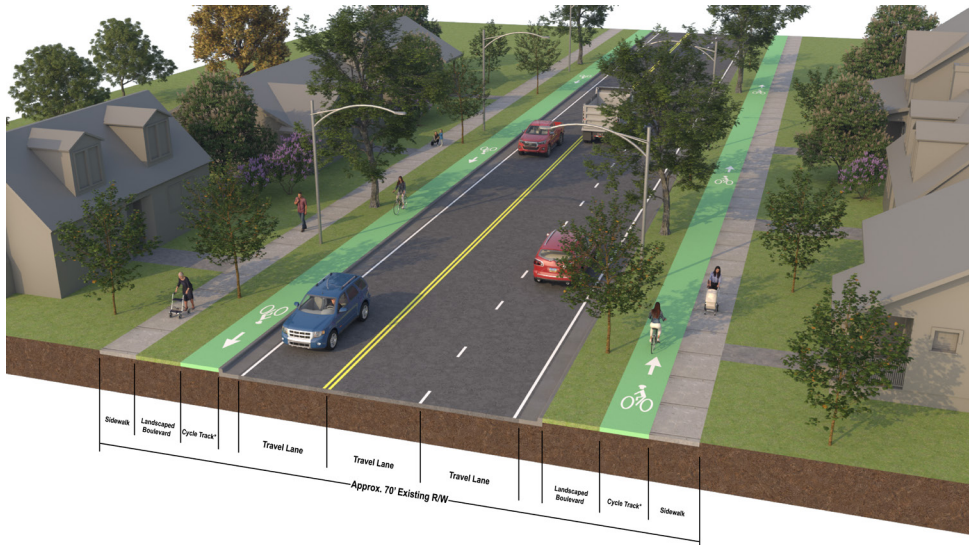 Sidewalk
Landscaped
Boulevard
Cycle Track*
Travel Lane
Travel Lane
Travel Lane
Landscaped
Boulevard
Cycle Track*
Sidewalk
Approx. 70' Existing R/W